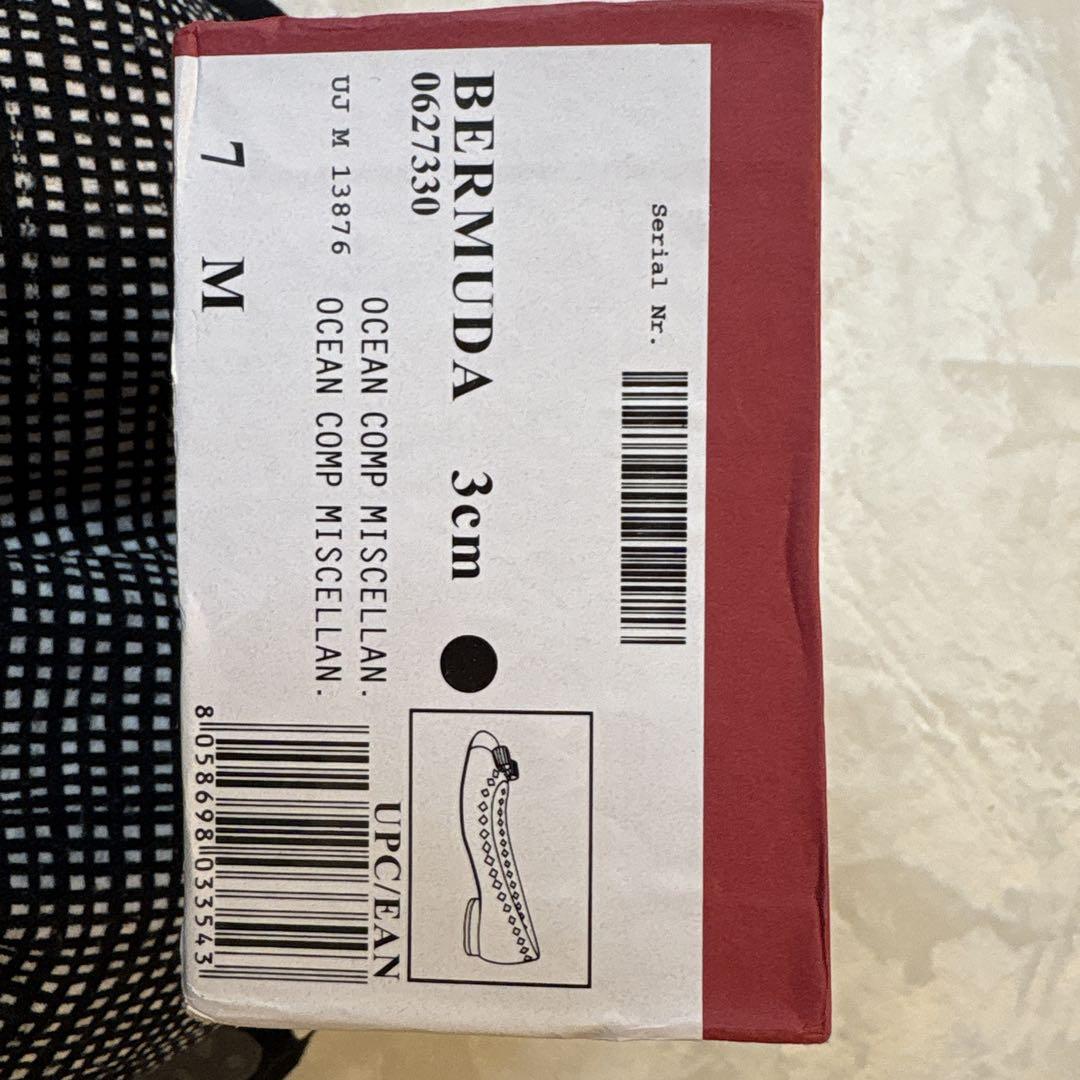 Serial Nr.
BERMUDA 3cm
0627330
OCEAN COMP MISCELLAN.
UJ M 13876 OCEAN COMP MISCELLAN.
7 M
UPC/EAN
8 058698 033543